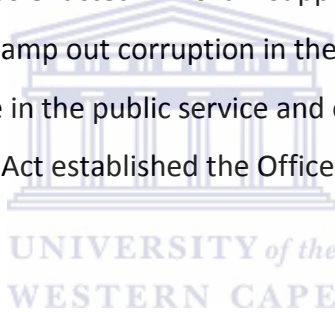 amp out corruption in the
in the public service and
Act established the Office
UNIVERSITY of the
WESTERN CAPE